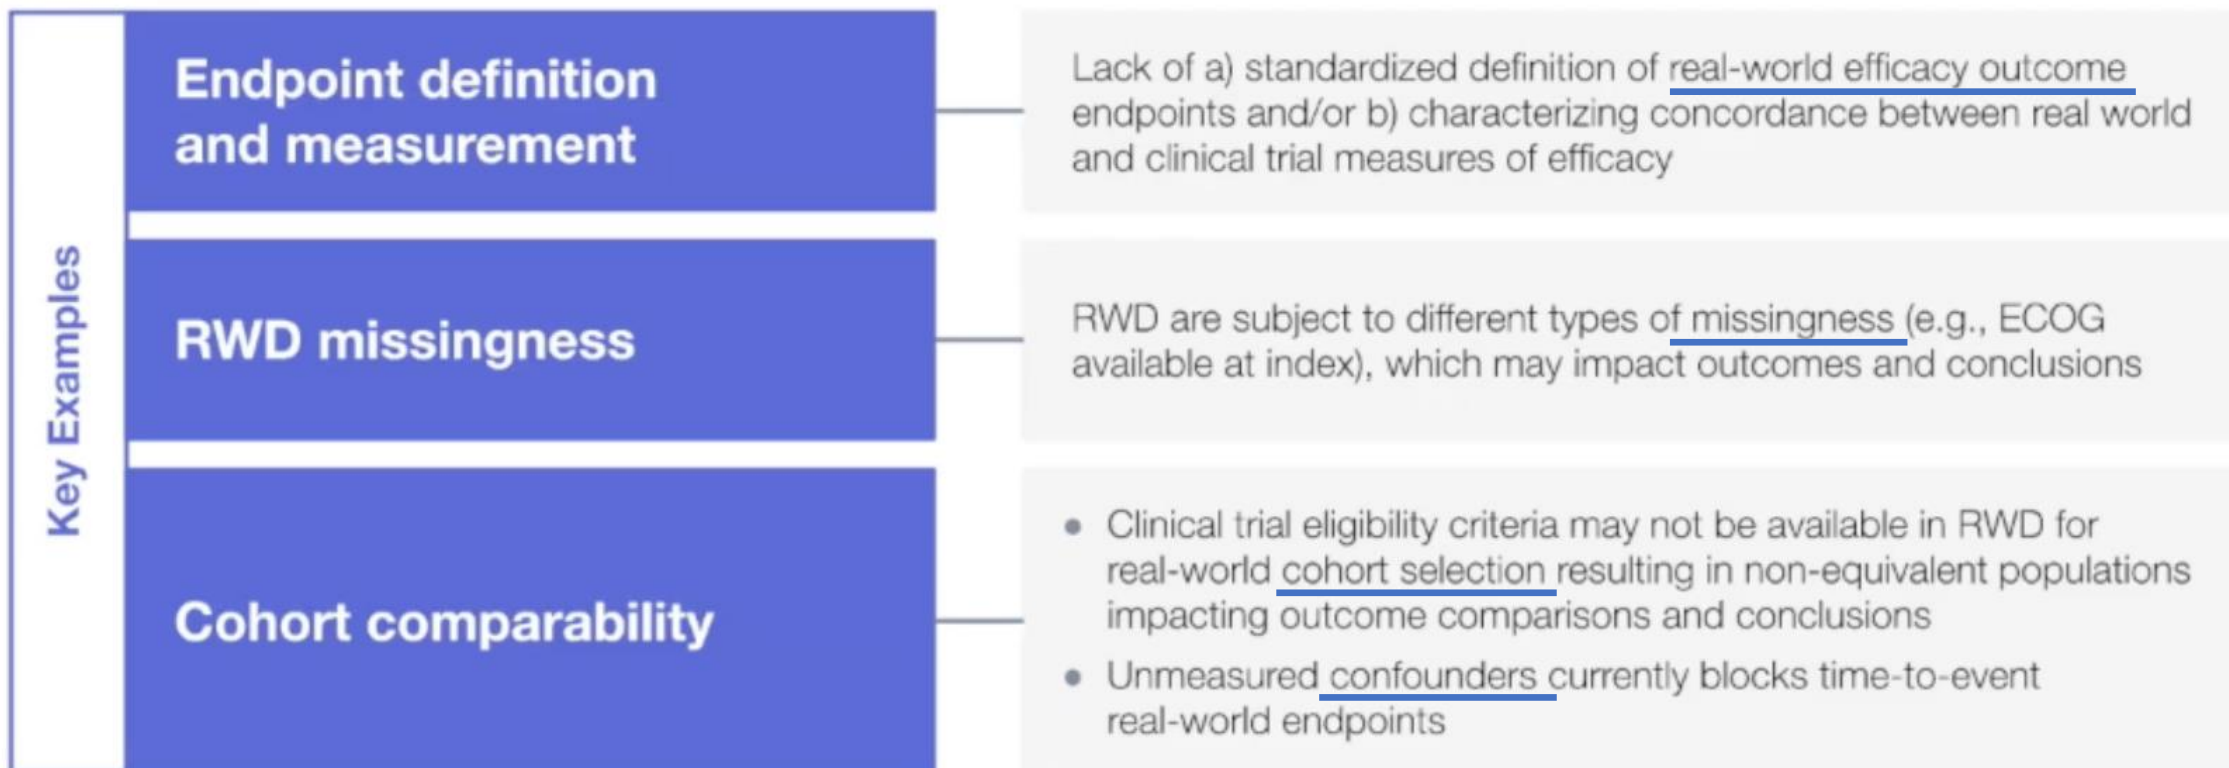 Key Examples
Endpoint definition
and measurement
Lack of a) standardized definition of real-world efficacy outcome
endpoints and/or b) characterizing concordance between real world
and clinical trial measures of efficacy
RWD missingness
RWD are subject to different types of missingness (e.g., ECOG
available at index), which may impact outcomes and conclusions
Cohort comparability
• Clinical trial eligibility criteria may not be available in RWD for
real-world cohort selection resulting in non-equivalent populations
impacting outcome comparisons and conclusions
• Unmeasured confounders currently blocks time-to-event
real-world endpoints